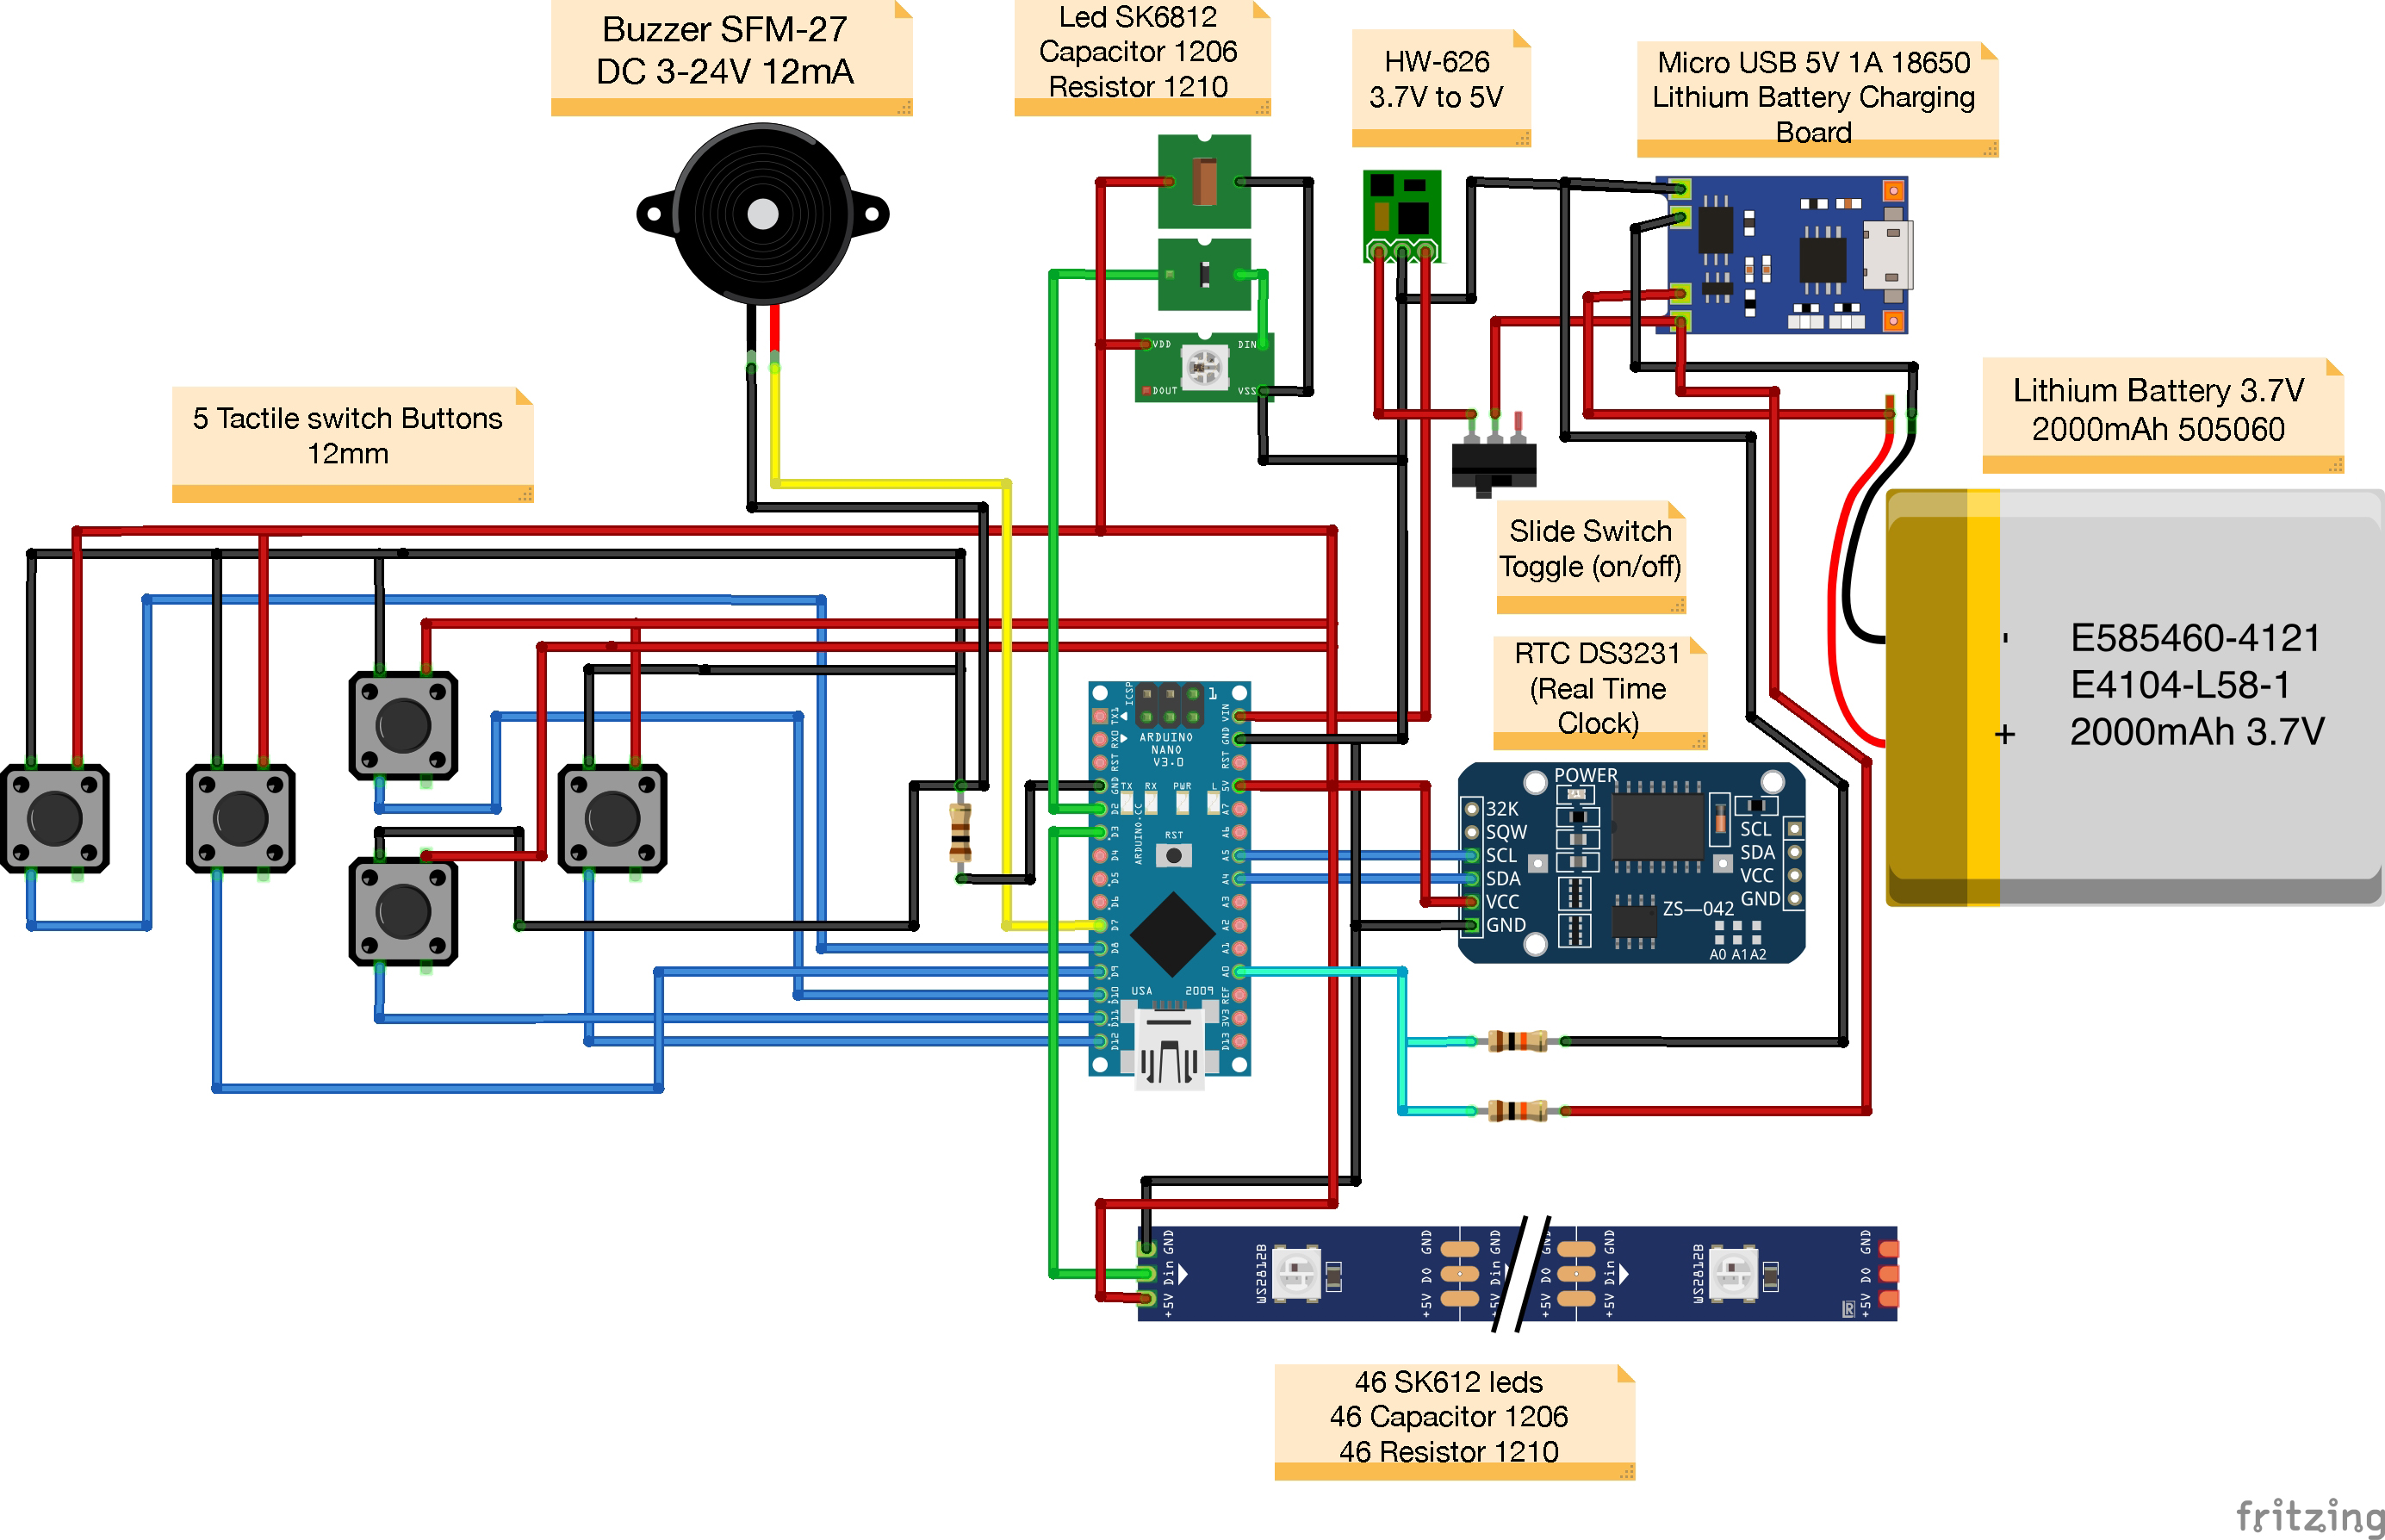 Buzzer SFM-27
DC 3-24V 12mA
Led SK6812
Capacitor 1206
Resistor 1210
HW-626
3.7V to 5V
Micro USB 5V 1A 18650
Lithium Battery Charging
Board
5 Tactile switch Buttons
12mm
VDD
DIN
DOUT
VSS
Lithium Battery 3.7V
2000mAh 505060
Slide Switch
Toggle (on/off)
RTC DS3231
(Real Time
Clock)
- E585460-4121
E4104-L58-1
+ 2000mAh 3.7V
ICSP
1
TX1
RX0
RST
GND
D2
D3
D4
D5
D6
D7
D8
D9
D10
D11
D12
ARDUINO
NANO
V3.0
TX
RX
PWR
L
ARDUINO.CC
RST
USA
2009
VIN
GND
RST
5V
A7
A6
A5
A4
A3
A2
A1
A0
REF
3V3
D13
POWER
32K
SQW
SCL
SDA
VCC
GND
SCL
SDA
VCC
GND
ZS—042
A0 A1 A2
GND
Din
+5V
WS2812B
GND
D0
+5V
GND
Din
+5V
GND
D0
+5V
GND
Din
+5V
WS2812B
GND
D0
+5V
46 SK612 leds
46 Capacitor 1206
46 Resistor 1210
fritzing